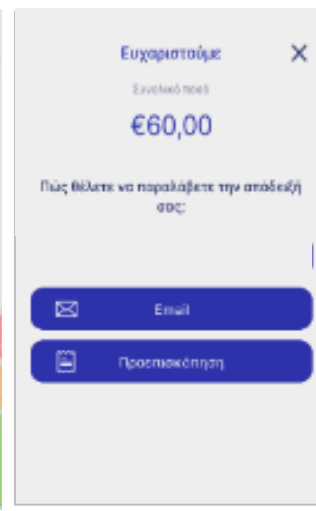 Ευχαριστούμε
Συνολικό ποσό
€60,00
Πώς θέλετε να παραλάβετε την απόδειξή
σας;
Email
Προεπισκόπηση